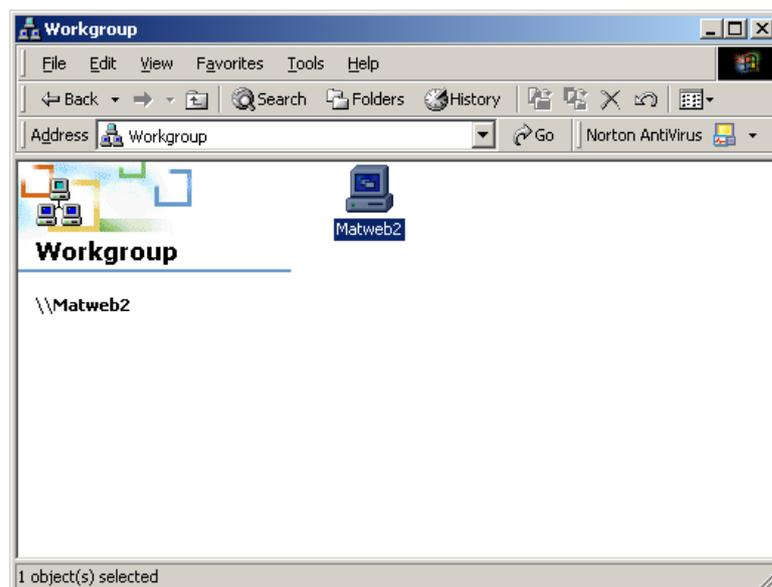 Workgroup
File Edit View Favorites Tools Help
Back Search Folders History
Address Workgroup Go Norton AntiVirus
Matweb2
Workgroup
\\Matweb2
1 object(s) selected